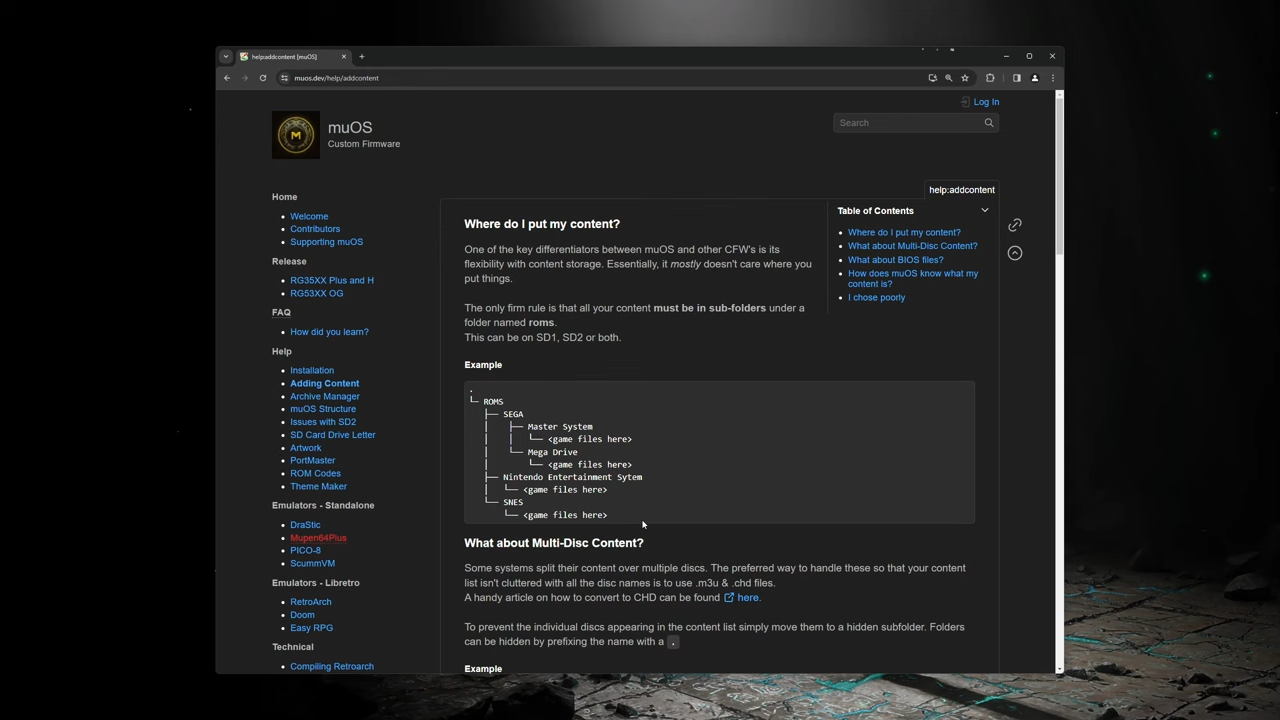 help:addcontent [muOS]
muos.dev/help/addcontent
Log In
M
muOS
Custom Firmware
Search
help:addcontent
Home
Welcome
Contributors
Supporting muOS
Release
RG35XX Plus and H
RG53XX OG
FAQ
How did you learn?
Help
Installation
Adding Content
Archive Manager
muOS Structure
Issues with SD2
SD Card Drive Letter
Artwork
PortMaster
ROM Codes
Theme Maker
Emulators - Standalone
DraStic
Mupen64Plus
PICO-8
ScummVM
Emulators - Libretro
RetroArch
Doom
Easy RPG
Technical
Compiling Retroarch
Where do I put my content?
One of the key differentiators between muOS and other CFW's is its
flexibility with content storage. Essentially, it mostly doesn't care where you
put things.
The only firm rule is that all your content must be in sub-folders under a
folder named roms.
This can be on SD1, SD2 or both.
Example
.
└─ ROMS
├─ SEGA
│ ├─ Master System
│ │ └─ <game files here>
│ └─ Mega Drive
│ └─ <game files here>
├─ Nintendo Entertainment Sytem
│ └─ <game files here>
└─ SNES
└─ <game files here>
What about Multi-Disc Content?
Some systems split their content over multiple discs. The preferred way to handle these so that your content
list isn't cluttered with all the disc names is to use .m3u & .chd files.
A handy article on how to convert to CHD can be found here.
To prevent the individual discs appearing in the content list simply move them to a hidden subfolder. Folders
can be hidden by prefixing the name with a .
Example
Table of Contents
Where do I put my content?
What about Multi-Disc Content?
What about BIOS files?
How does muOS know what my
content is?
I chose poorly